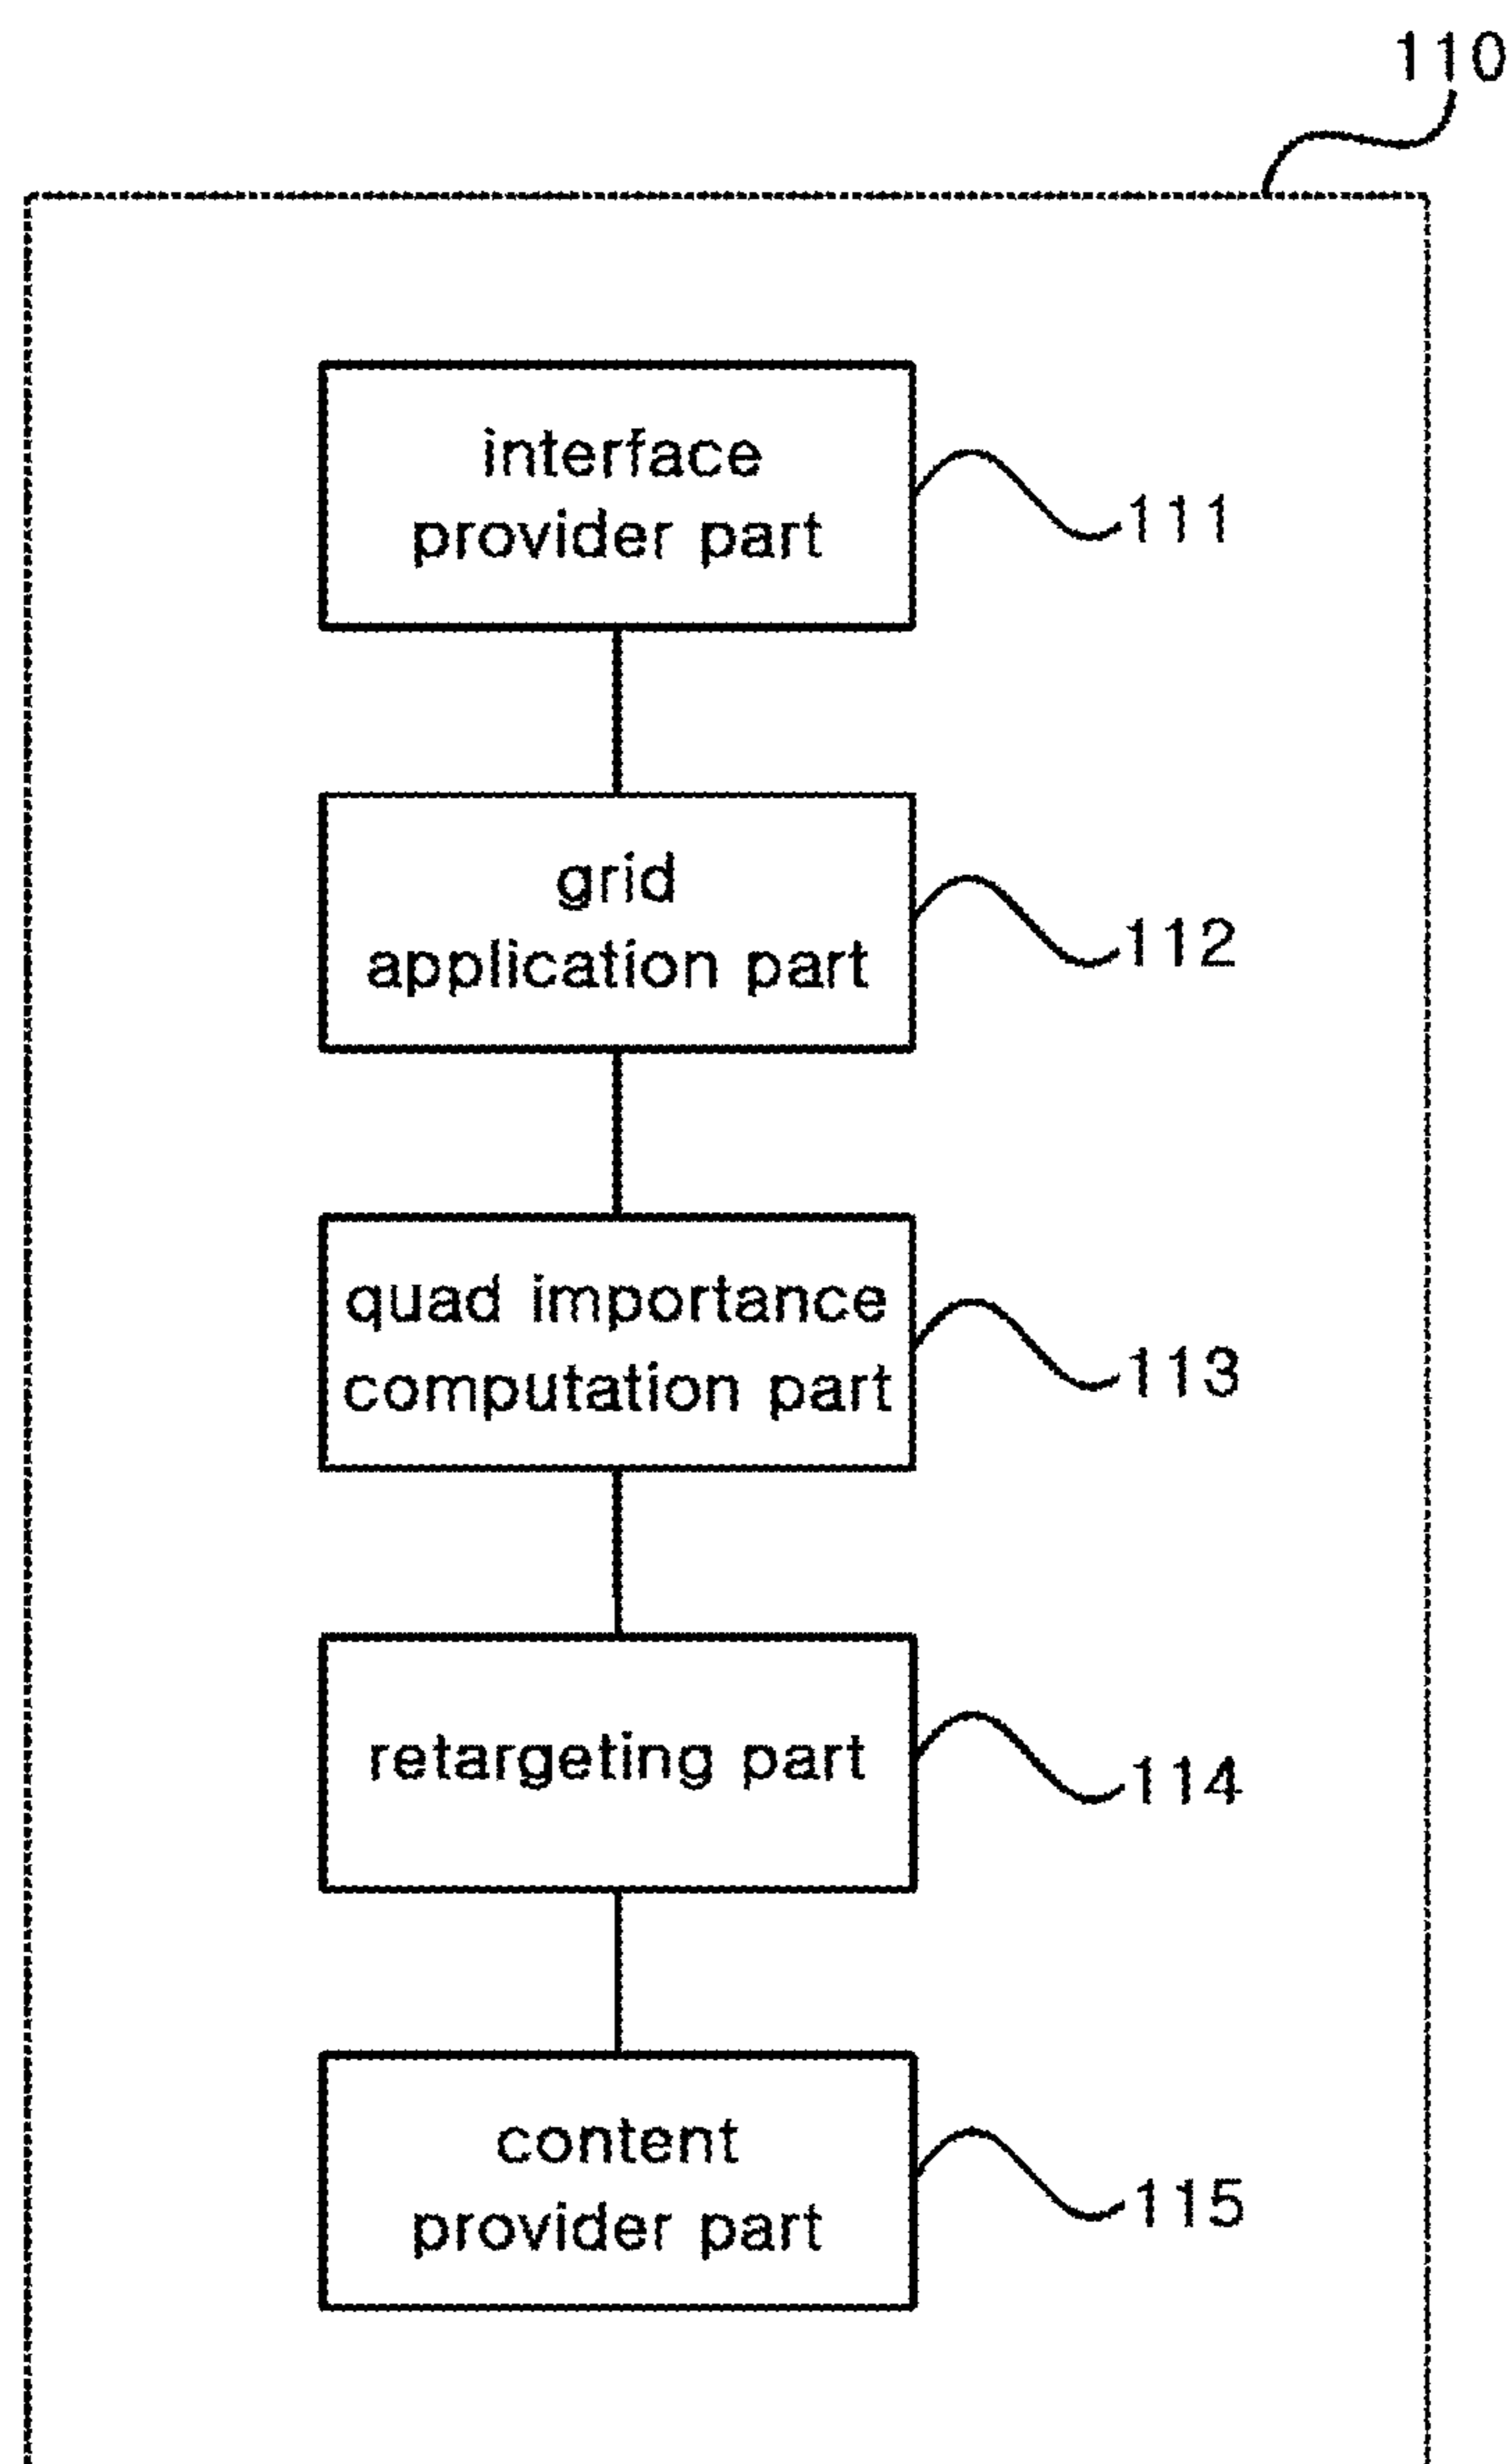 110
interface
provider part
111
grid
application part
112
quad importance
computation part
113
retargeting part
114
content
provider part
115